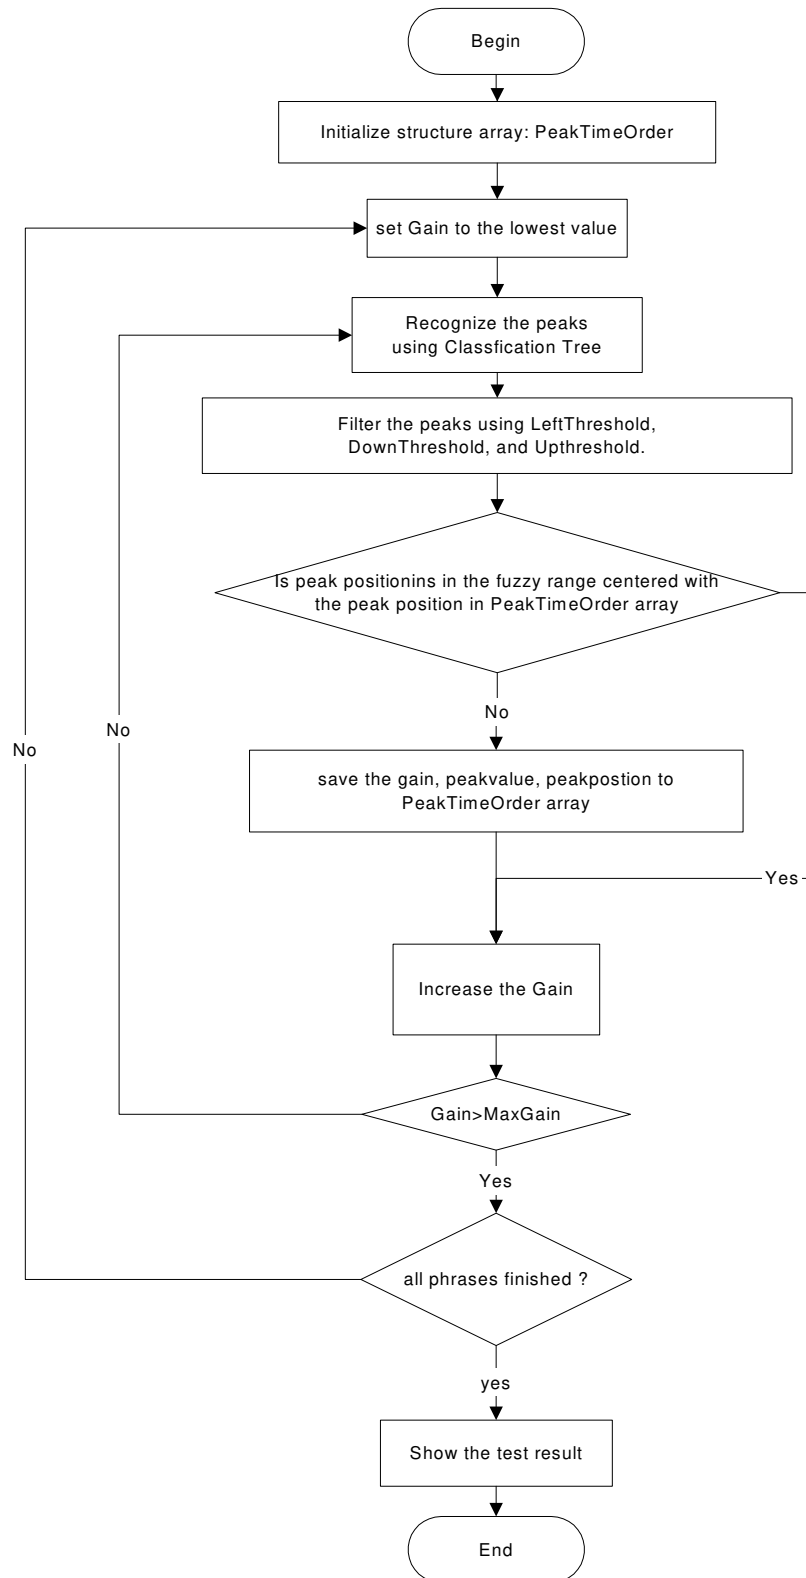 Begin
Initialize structure array: PeakTimeOrder
set Gain to the lowest value
Recognize the peaks
using Classfication Tree
Filter the peaks using LeftThreshold,
DownThreshold, and Upthreshold.
Is peak positionins in the fuzzy range centered with
the peak position in PeakTimeOrder array
No
No
No
save the gain, peakvalue, peakpostion to
PeakTimeOrder array
Yes
Increase the Gain
Gain>MaxGain
Yes
all phrases finished ?
yes
Show the test result
End